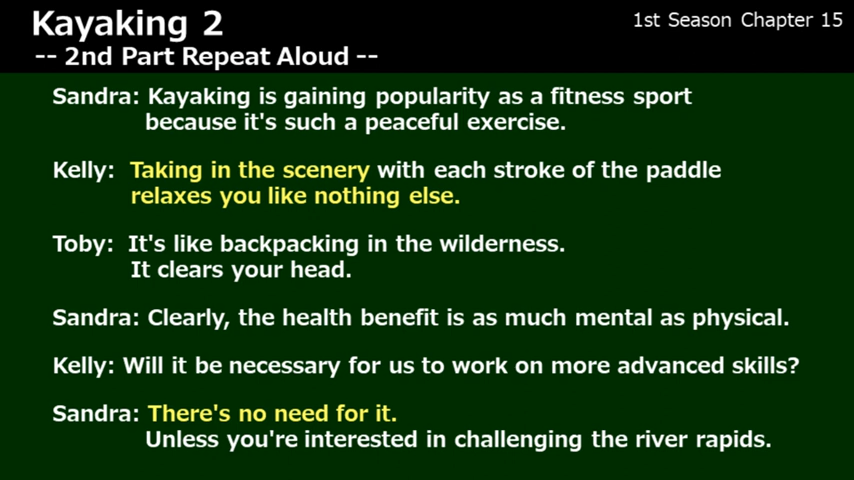 Kayaking 2
1st Season Chapter 15
-- 2nd Part Repeat Aloud --
Sandra: Kayaking is gaining popularity as a fitness sport
because it's such a peaceful exercise.
Kelly: Taking in the scenery with each stroke of the paddle
relaxes you like nothing else.
Toby: It's like backpacking in the wilderness.
It clears your head.
Sandra: Clearly, the health benefit is as much mental as physical.
Kelly: Will it be necessary for us to work on more advanced skills?
Sandra: There's no need for it.
Unless you're interested in challenging the river rapids.